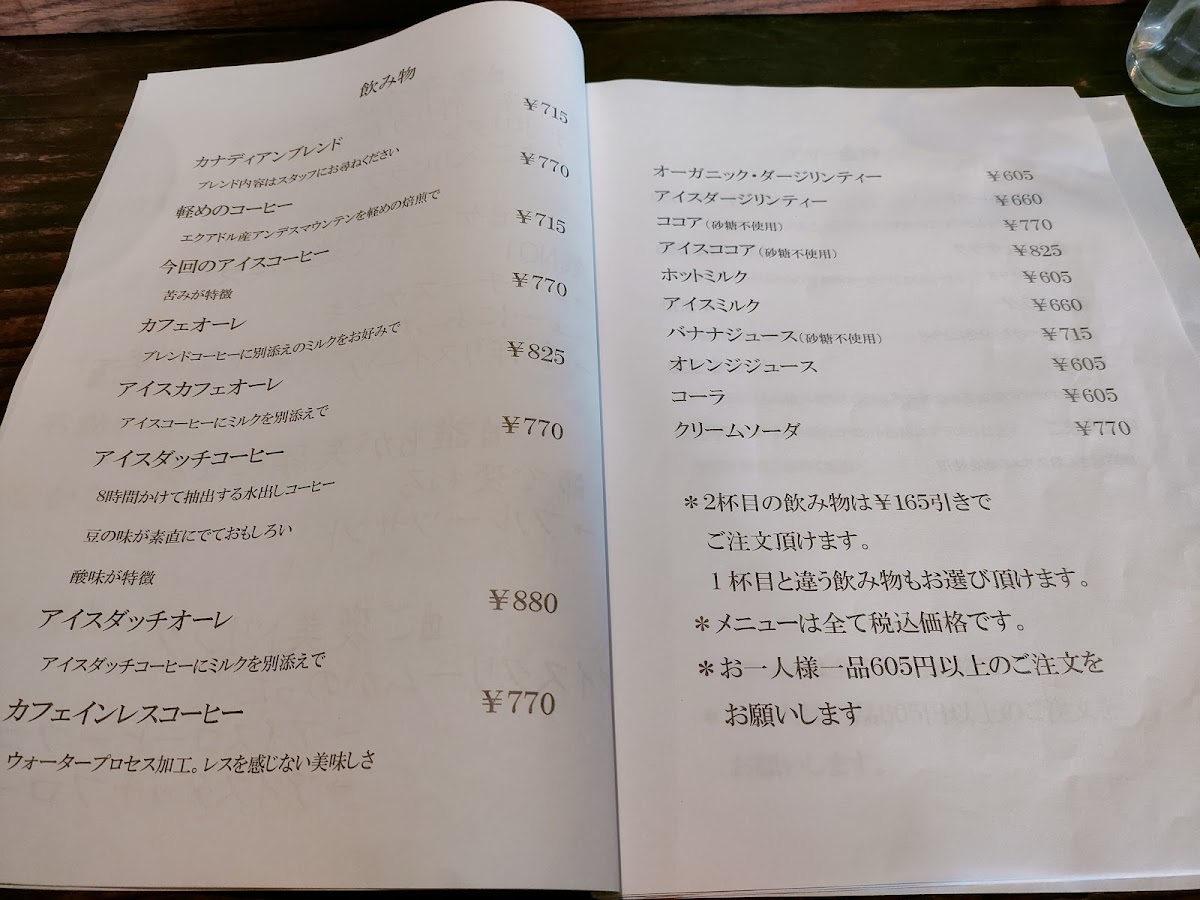 飲み物
カナディアンブレンド ￥715
ブレンド内容はスタッフにお尋ねください
軽めのコーヒー ￥770
エクアドル産アンデスマウンテンを軽めの焙煎で
今回のアイスコーヒー ￥715
苦みが特徴
カフェオーレ ￥770
ブレンドコーヒーに別添えのミルクをお好みで
アイスカフェオーレ ￥825
アイスコーヒーにミルクを別添えで
アイスダッチコーヒー ￥770
8時間かけて抽出する水出しコーヒー
豆の味が素直にでておもしろい
酸味が特徴
アイスダッチオーレ ￥880
アイスダッチコーヒーにミルクを別添えで
カフェインレスコーヒー ￥770
ウォータープロセス加工。レスを感じない美味しさ
オーガニック・ダージリンティー ￥605
アイスダージリンティー ￥660
ココア(砂糖不使用) ￥770
アイスココア(砂糖不使用) ￥825
ホットミルク ￥605
アイスミルク ￥660
バナナジュース(砂糖不使用) ￥715
オレンジジュース ￥605
コーラ ￥605
クリームソーダ ￥770
＊2杯目の飲み物は￥165引きで
ご注文頂けます。
１杯目と違う飲み物もお選び頂けます。
＊メニューは全て税込価格です。
＊お一人様一品605円以上のご注文を
お願いします